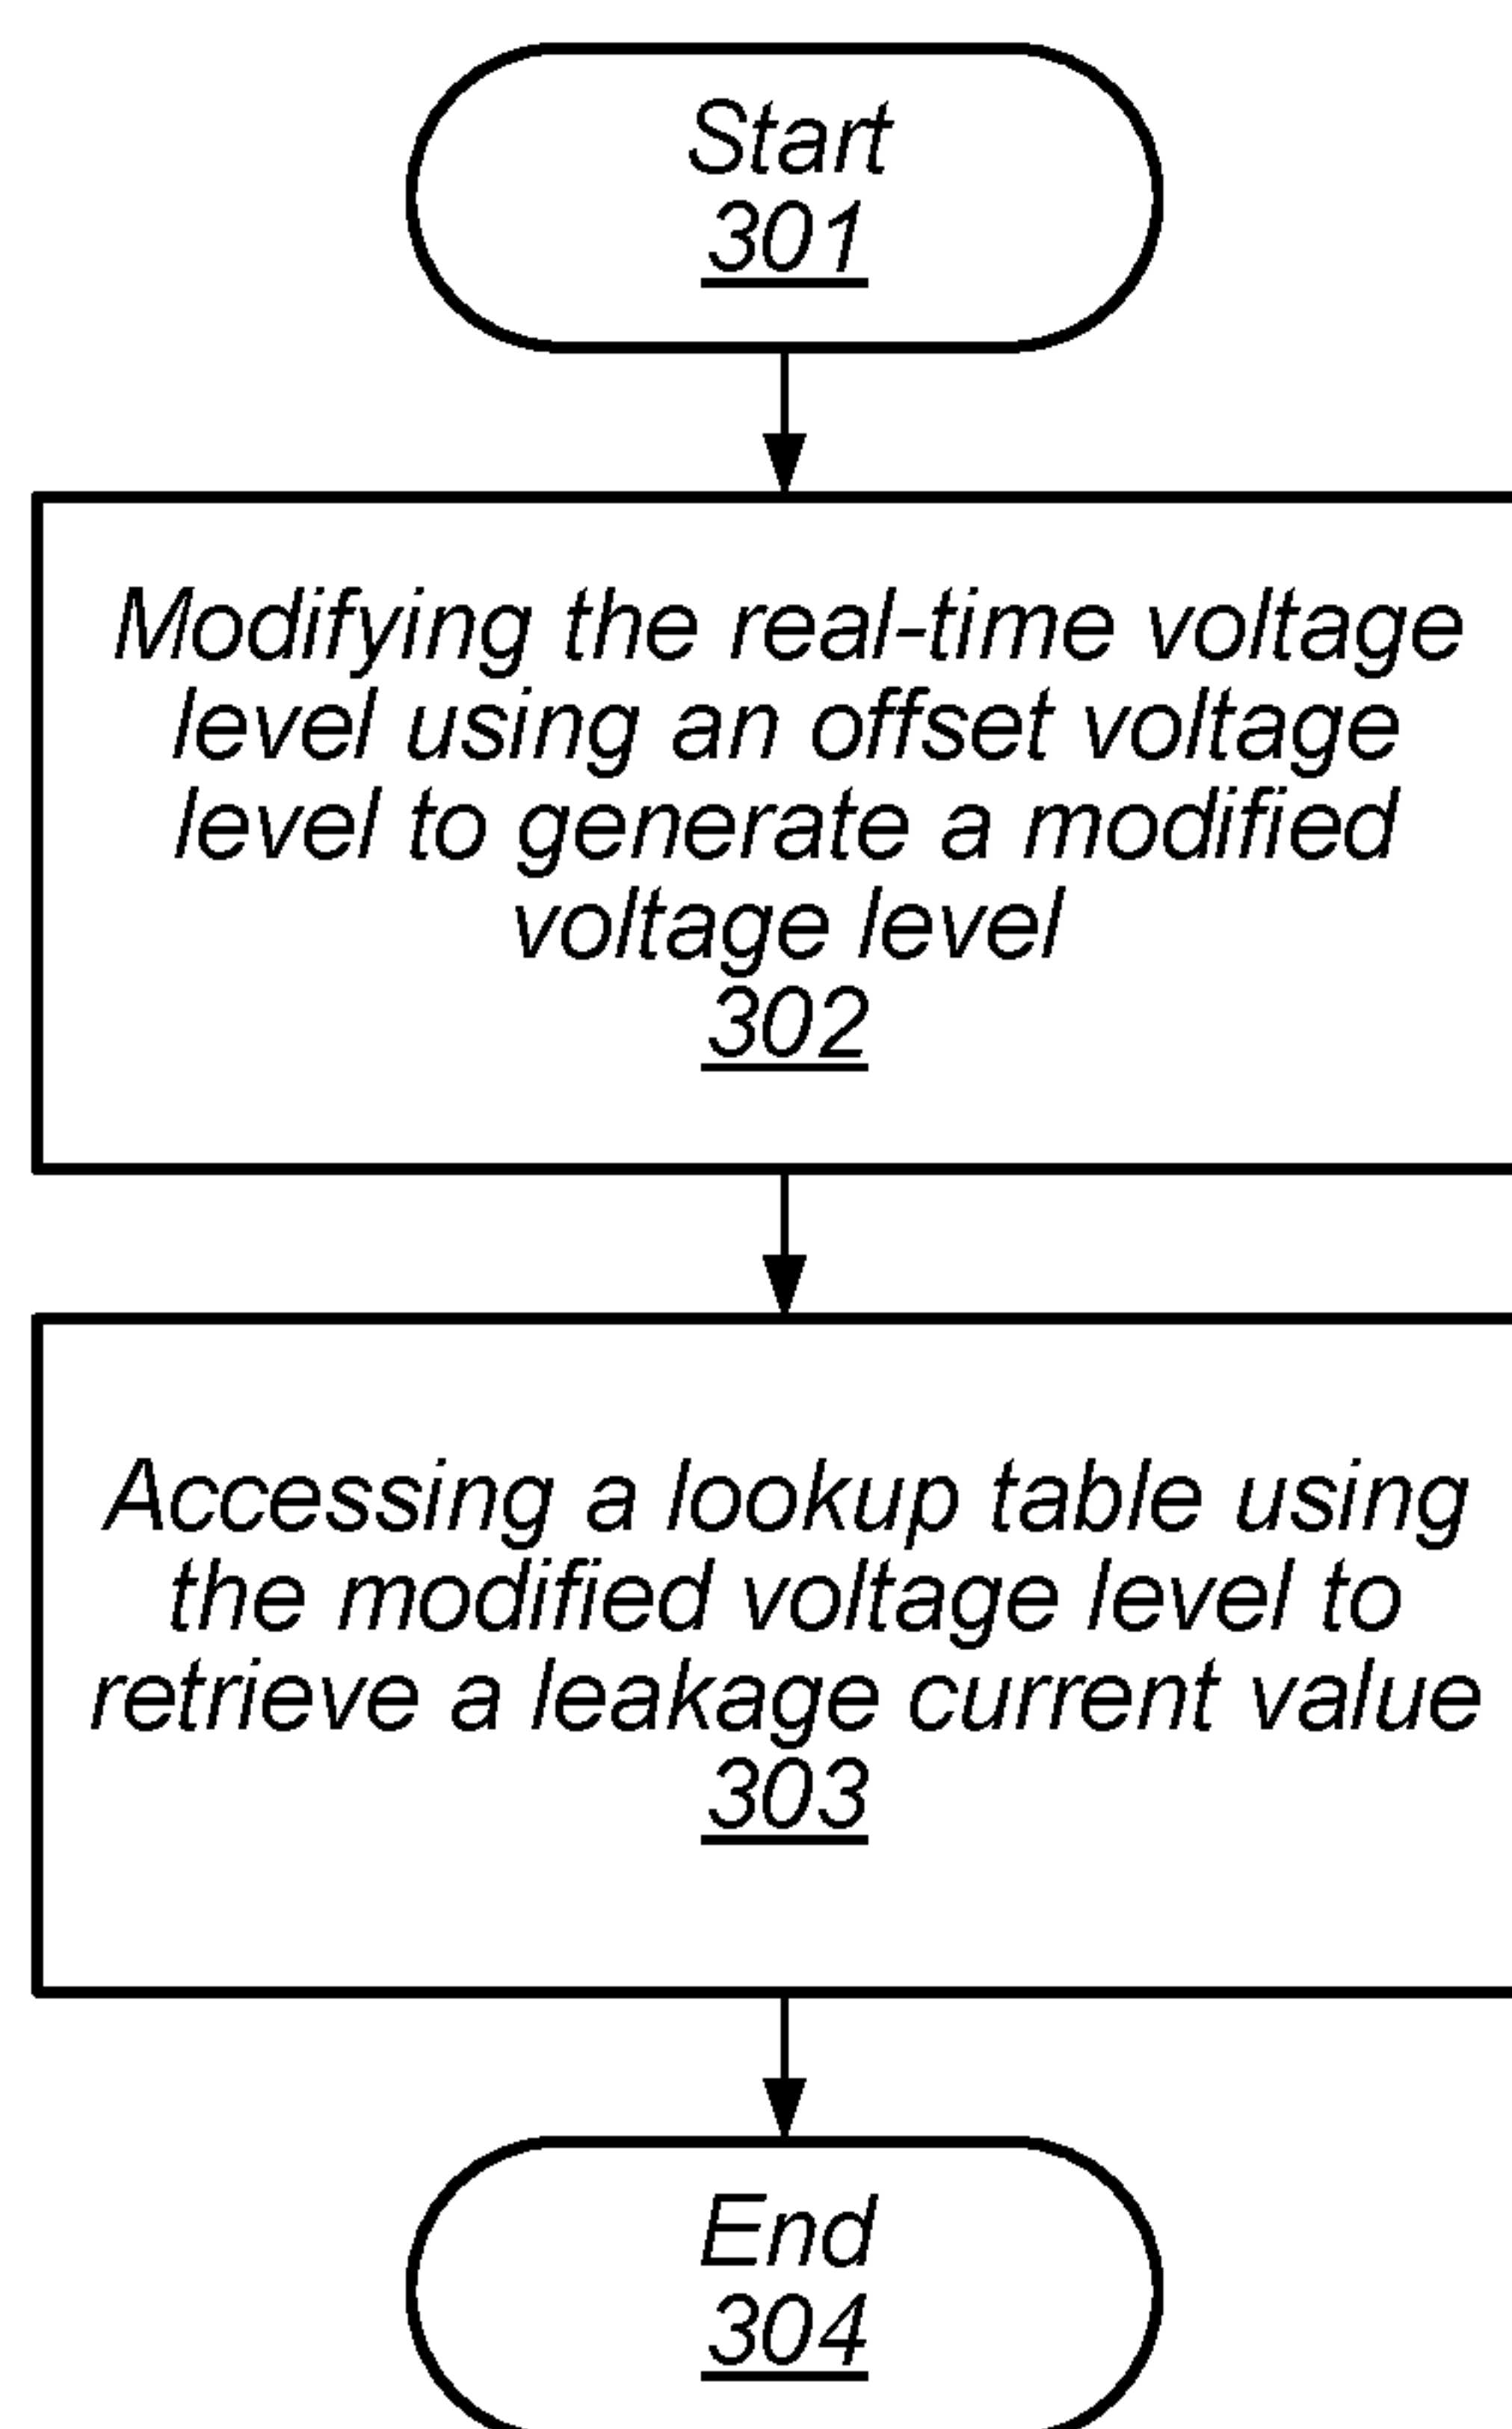 Start
301
Modifying the real-time voltage
level using an offset voltage
level to generate a modified
voltage level
302
Accessing a lookup table using
the modified voltage level to
retrieve a leakage current value
303
End
304